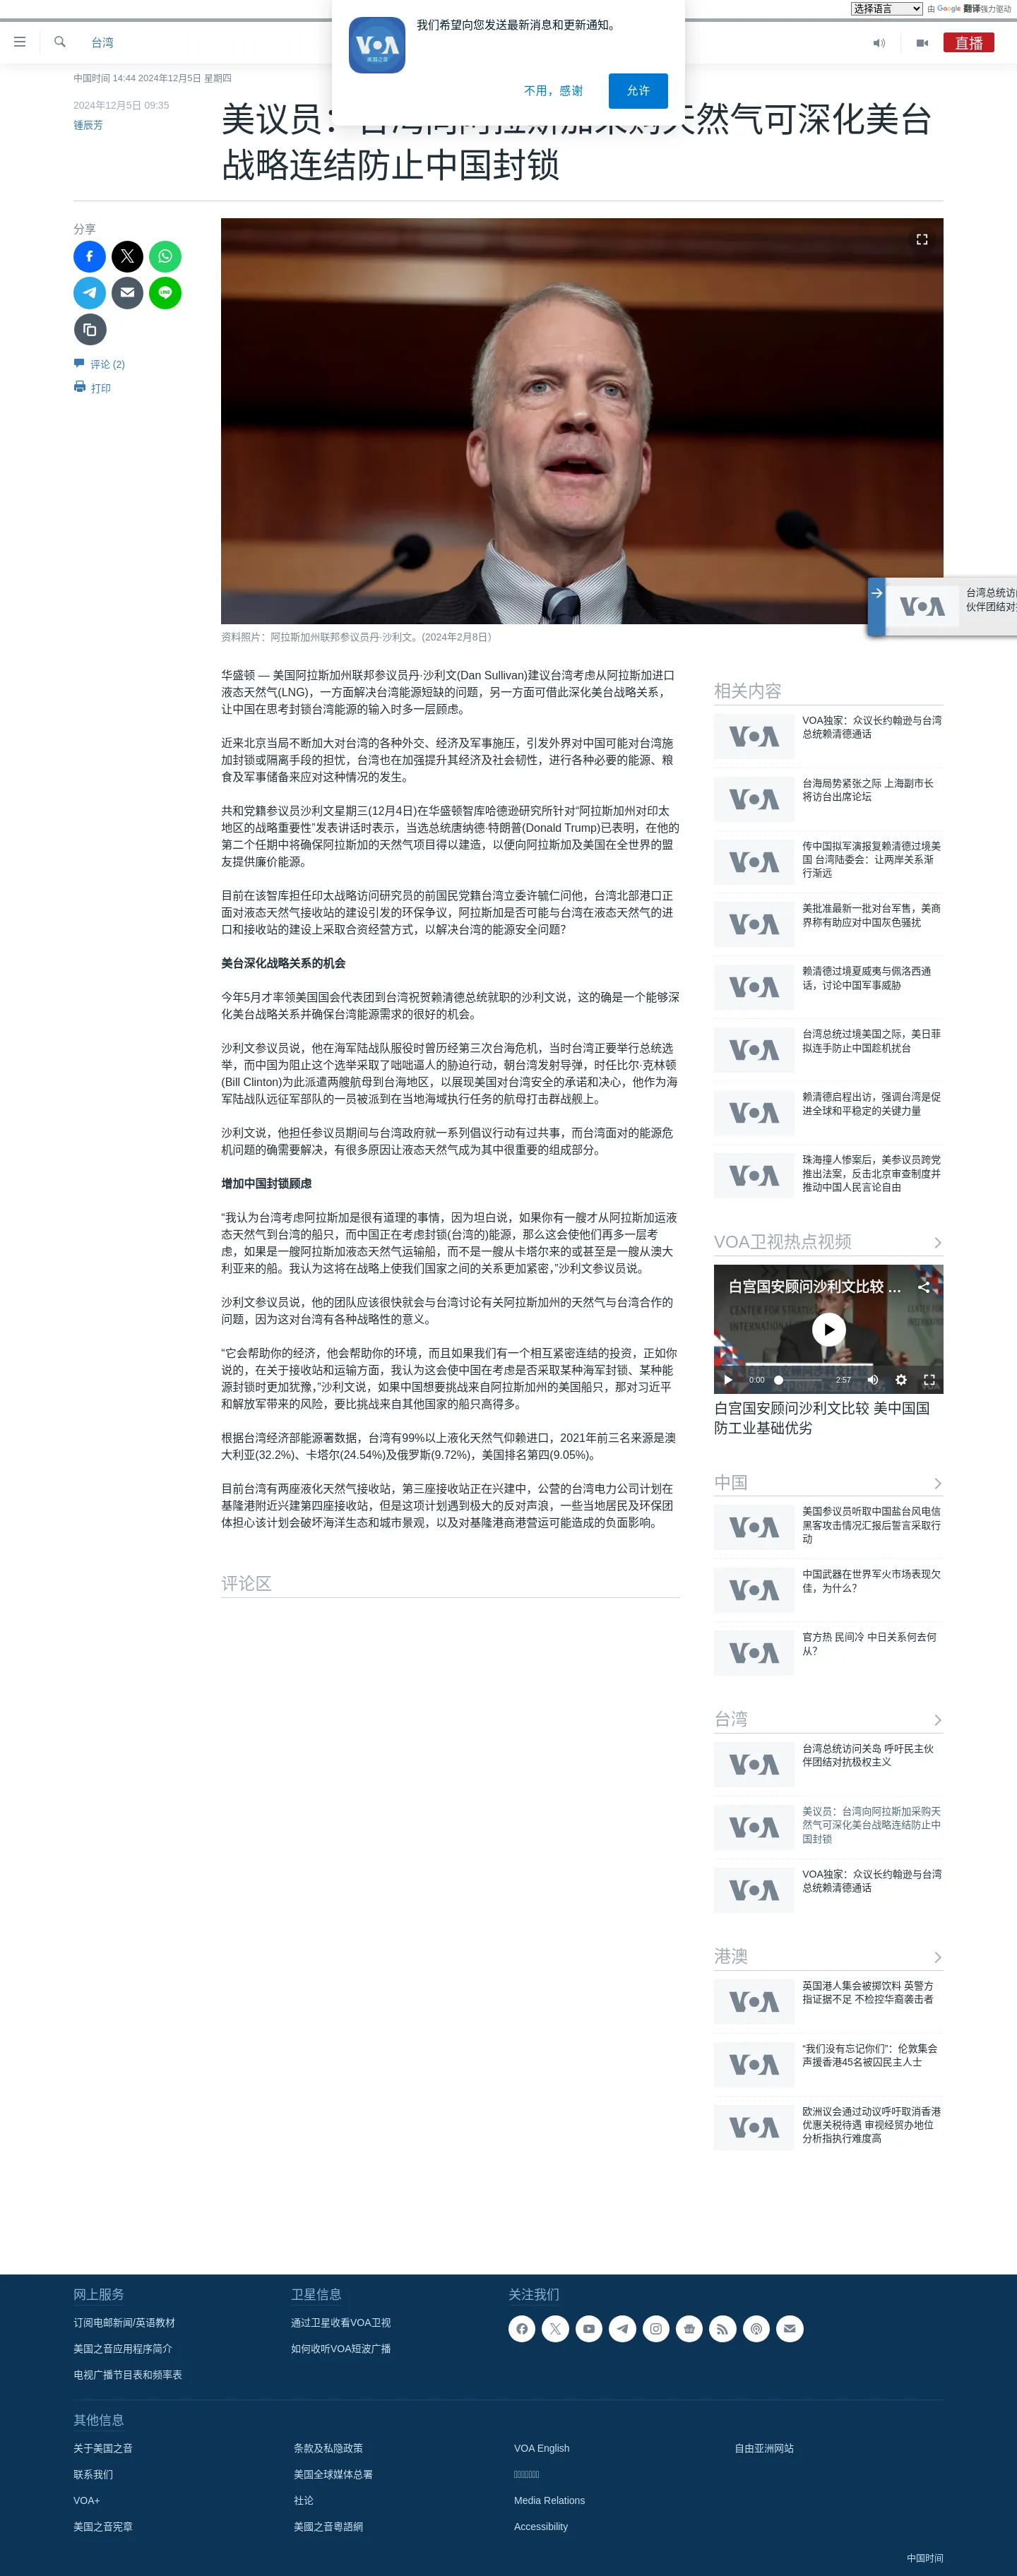 选择语言
由 Google 翻译强力驱动
台湾
直播
VOA
美国之音
我们希望向您发送最新消息和更新通知。
不用，感谢
允许
中国时间 14:44 2024年12月5日 星期四
2024年12月5日 09:35
锺辰芳
美议员：台湾向阿拉斯加采购天然气可深化美台
战略连结防止中国封锁
分享
评论 (2)
打印
资料照片：阿拉斯加州联邦参议员丹·沙利文。(2024年2月8日）
VOA
台湾总统访
伙伴团结对
华盛顿 — 美国阿拉斯加州联邦参议员丹·沙利文(Dan Sullivan)建议台湾考虑从阿拉斯加进口
液态天然气(LNG)，一方面解决台湾能源短缺的问题，另一方面可借此深化美台战略关系，
让中国在思考封锁台湾能源的输入时多一层顾虑。
近来北京当局不断加大对台湾的各种外交、经济及军事施压，引发外界对中国可能对台湾施
加封锁或隔离手段的担忧，台湾也在加强提升其经济及社会韧性，进行各种必要的能源、粮
食及军事储备来应对这种情况的发生。
共和党籍参议员沙利文星期三(12月4日)在华盛顿智库哈德逊研究所针对“阿拉斯加州对印太
地区的战略重要性”发表讲话时表示，当选总统唐纳德·特朗普(Donald Trump)已表明，在他的
第二个任期中将确保阿拉斯加的天然气项目得以建造，以便向阿拉斯加及美国在全世界的盟
友提供廉价能源。
目前在该智库担任印太战略访问研究员的前国民党籍台湾立委许毓仁问他，台湾北部港口正
面对液态天然气接收站的建设引发的环保争议，阿拉斯加是否可能与台湾在液态天然气的进
口和接收站的建设上采取合资经营方式，以解决台湾的能源安全问题？
美台深化战略关系的机会
今年5月才率领美国国会代表团到台湾祝贺赖清德总统就职的沙利文说，这的确是一个能够深
化美台战略关系并确保台湾能源需求的很好的机会。
沙利文参议员说，他在海军陆战队服役时曾历经第三次台海危机，当时台湾正要举行总统选
举，而中国为阻止这个选举采取了咄咄逼人的胁迫行动，朝台湾发射导弹，时任比尔·克林顿
(Bill Clinton)为此派遣两艘航母到台海地区，以展现美国对台湾安全的承诺和决心，他作为海
军陆战队远征军部队的一员被派到在当地海域执行任务的航母打击群战舰上。
沙利文说，他担任参议员期间与台湾政府就一系列倡议行动有过共事，而台湾面对的能源危
机问题的确需要解决，有很多原因让液态天然气成为其中很重要的组成部分。
增加中国封锁顾虑
“我认为台湾考虑阿拉斯加是很有道理的事情，因为坦白说，如果你有一艘才从阿拉斯加运液
态天然气到台湾的船只，而中国正在考虑封锁(台湾的)能源，那么这会使他们再多一层考
虑，如果是一艘阿拉斯加液态天然气运输船，而不是一艘从卡塔尔来的或甚至是一艘从澳大
利亚来的船。我认为这将在战略上使我们国家之间的关系更加紧密，”沙利文参议员说。
沙利文参议员说，他的团队应该很快就会与台湾讨论有关阿拉斯加州的天然气与台湾合作的
问题，因为这对台湾有各种战略性的意义。
“它会帮助你的经济，他会帮助你的环境，而且如果我们有一个相互紧密连结的投资，正如你
说的，在关于接收站和运输方面，我认为这会使中国在考虑是否采取某种海军封锁、某种能
源封锁时更加犹豫，”沙利文说，如果中国想要挑战来自阿拉斯加州的美国船只，那对习近平
和解放军带来的风险，要比挑战来自其他国家的船只高得多。
根据台湾经济部能源署数据，台湾有99%以上液化天然气仰赖进口，2021年前三名来源是澳
大利亚(32.2%)、卡塔尔(24.54%)及俄罗斯(9.72%)，美国排名第四(9.05%)。
目前台湾有两座液化天然气接收站，第三座接收站正在兴建中，公营的台湾电力公司计划在
基隆港附近兴建第四座接收站，但是这项计划遇到极大的反对声浪，一些当地居民及环保团
体担心该计划会破坏海洋生态和城市景观，以及对基隆港商港营运可能造成的负面影响。
评论区
相关内容
VOA独家：众议长约翰逊与台湾
总统赖清德通话
台海局势紧张之际 上海副市长
将访台出席论坛
传中国拟军演报复赖清德过境美
国 台湾陆委会：让两岸关系渐
行渐远
美批准最新一批对台军售，美商
界称有助应对中国灰色骚扰
赖清德过境夏威夷与佩洛西通
话，讨论中国军事威胁
台湾总统过境美国之际，美日菲
拟连手防止中国趁机扰台
赖清德启程出访，强调台湾是促
进全球和平稳定的关键力量
珠海撞人惨案后，美参议员跨党
推出法案，反击北京审查制度并
推动中国人民言论自由
VOA卫视热点视频
白宫国安顾问沙利文比较 ...
0:00
2:57
白宫国安顾问沙利文比较 美中国国
防工业基础优劣
中国
美国参议员听取中国盐台风电信
黑客攻击情况汇报后誓言采取行
动
中国武器在世界军火市场表现欠
佳，为什么？
官方热 民间冷 中日关系何去何
从？
台湾
台湾总统访问关岛 呼吁民主伙
伴团结对抗极权主义
美议员：台湾向阿拉斯加采购天
然气可深化美台战略连结防止中
国封锁
VOA独家：众议长约翰逊与台湾
总统赖清德通话
港澳
英国港人集会被掷饮料 英警方
指证据不足 不检控华裔袭击者
“我们没有忘记你们”：伦敦集会
声援香港45名被囚民主人士
欧洲议会通过动议呼吁取消香港
优惠关税待遇 审视经贸办地位
分析指执行难度高
网上服务
订阅电邮新闻/英语教材
美国之音应用程序简介
电视广播节目表和频率表
卫星信息
通过卫星收看VOA卫视
如何收听VOA短波广播
关注我们
其他信息
关于美国之音
联系我们
VOA+
美国之音宪章
条款及私隐政策
美国全球媒体总署
社论
美國之音粵語網
VOA English
Media Relations
Accessibility
自由亚洲网站
中国时间